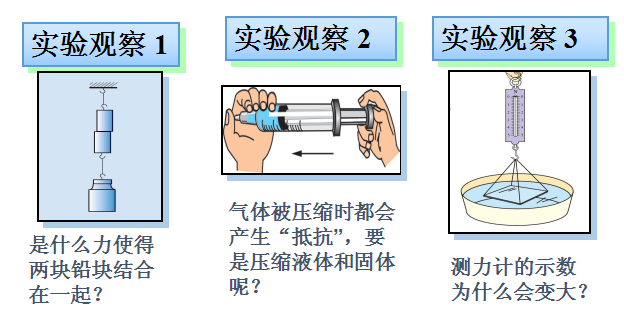 实验观察 1
是什么力使得
两块铅块结合
在一起？
实验观察 2
气体被压缩时都会
产生“抵抗”，要
是压缩液体和固体
呢？
实验观察 3
测力计的示数
为什么会变大？